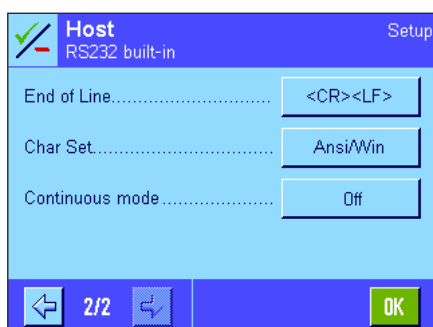 Host
Setup
RS232 built-in
End of Line.............................. <CR><LF>
Char Set.................................. Ansi/Win
Continuous mode..................... Off
2/2
OK